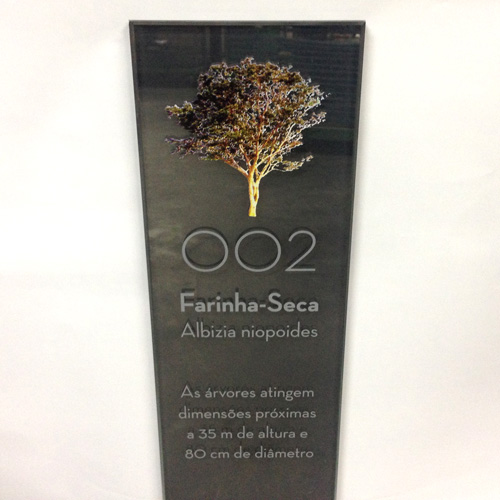 002
Farinha-Seca
Albizia niopoides
As árvores atingem
dimensões próximas
a 35 m de altura e
80 cm de diâmetro